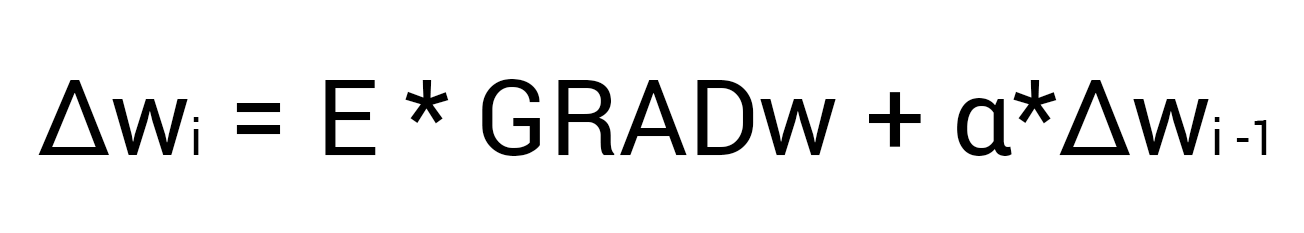 Δwᵢ = E * GRADw + α*Δwᵢ ₋₁